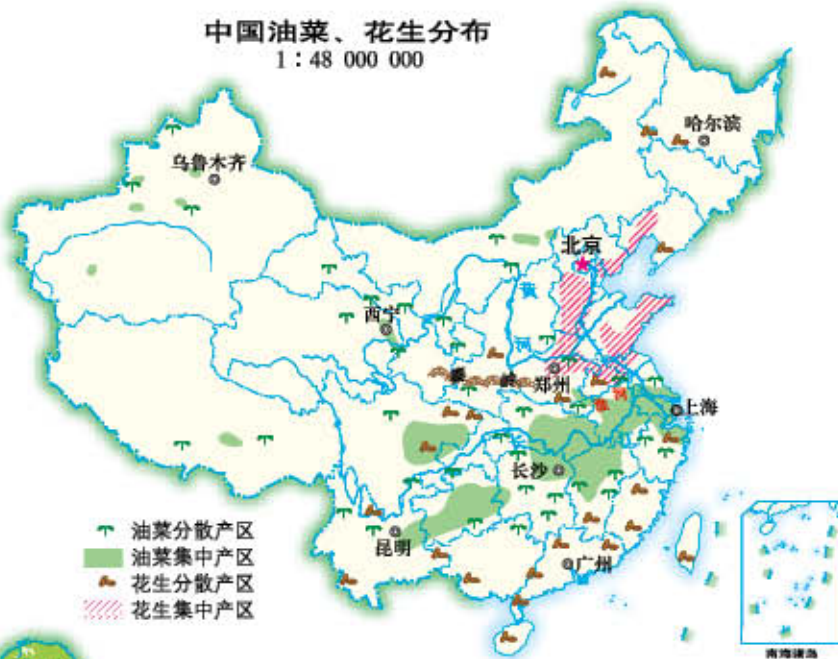 中国油菜、花生分布
1：48 000 000
哈尔滨
乌鲁木齐
北京
黄
西宁
河
秦
岭
郑州
淮
河
上海
长
长沙
昆明
广州
油菜分散产区
油菜集中产区
花生分散产区
花生集中产区
南海诸岛